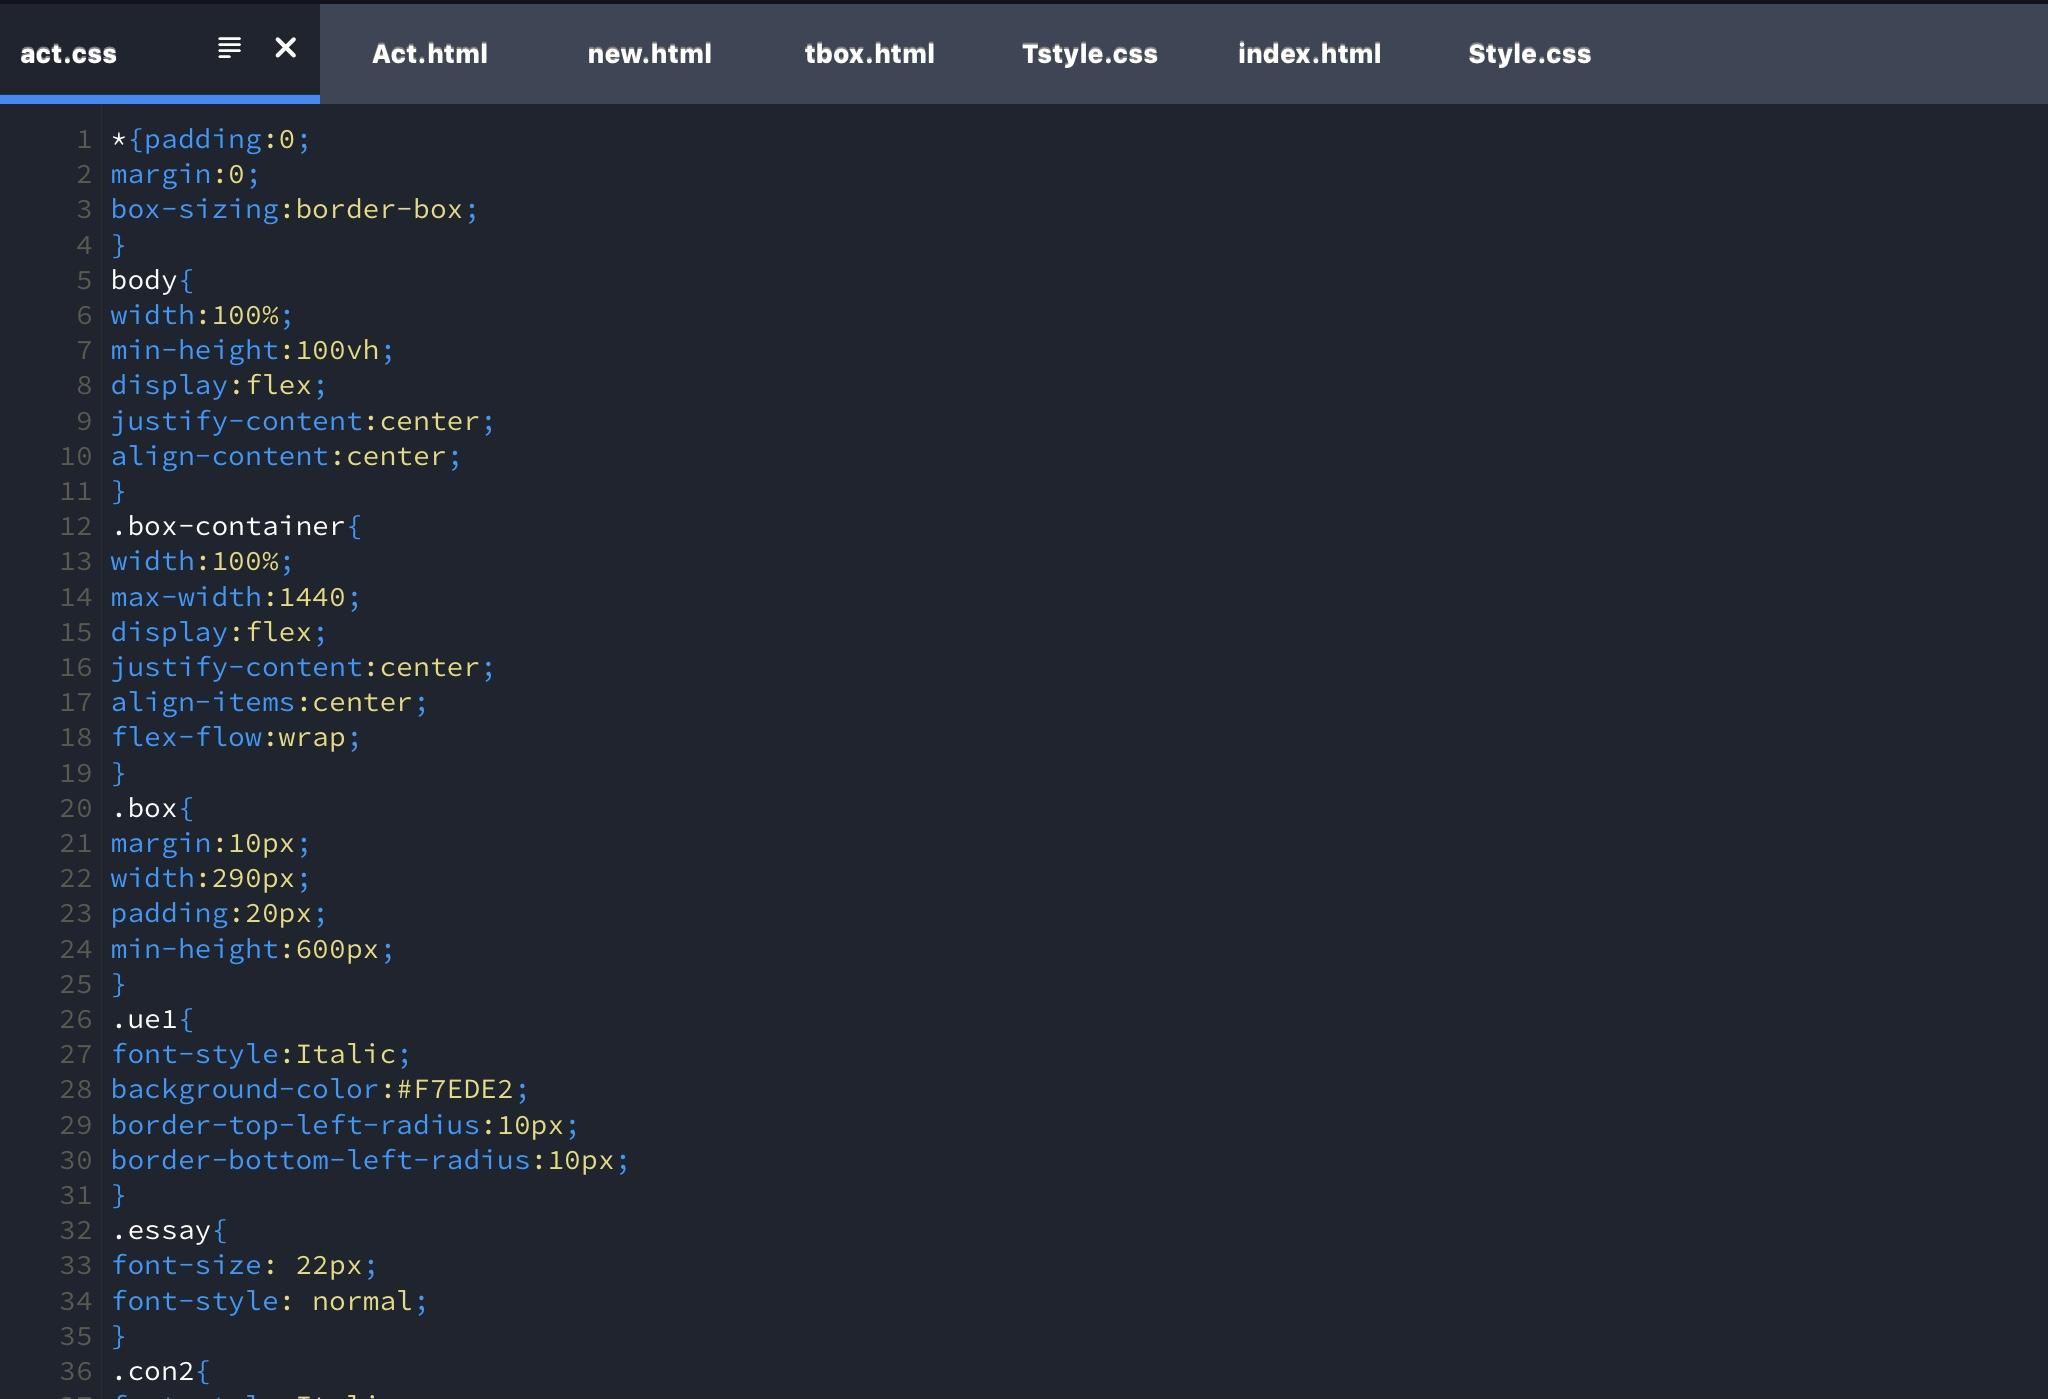 act.css Act.html new.html tbox.html Tstyle.css index.html Style.css
1 *{padding:0;
2 margin:0;
3 box-sizing:border-box;
4 }
5 body{
6 width:100%;
7 min-height:100vh;
8 display:flex;
9 justify-content:center;
10 align-content:center;
11 }
12 .box-container{
13 width:100%;
14 max-width:1440;
15 display:flex;
16 justify-content:center;
17 align-items:center;
18 flex-flow:wrap;
19 }
20 .box{
21 margin:10px;
22 width:290px;
23 padding:20px;
24 min-height:600px;
25 }
26 .ue1{
27 font-style:Italic;
28 background-color:#F7EDE2;
29 border-top-left-radius:10px;
30 border-bottom-left-radius:10px;
31 }
32 .essay{
33 font-size: 22px;
34 font-style: normal;
35 }
36 .con2{